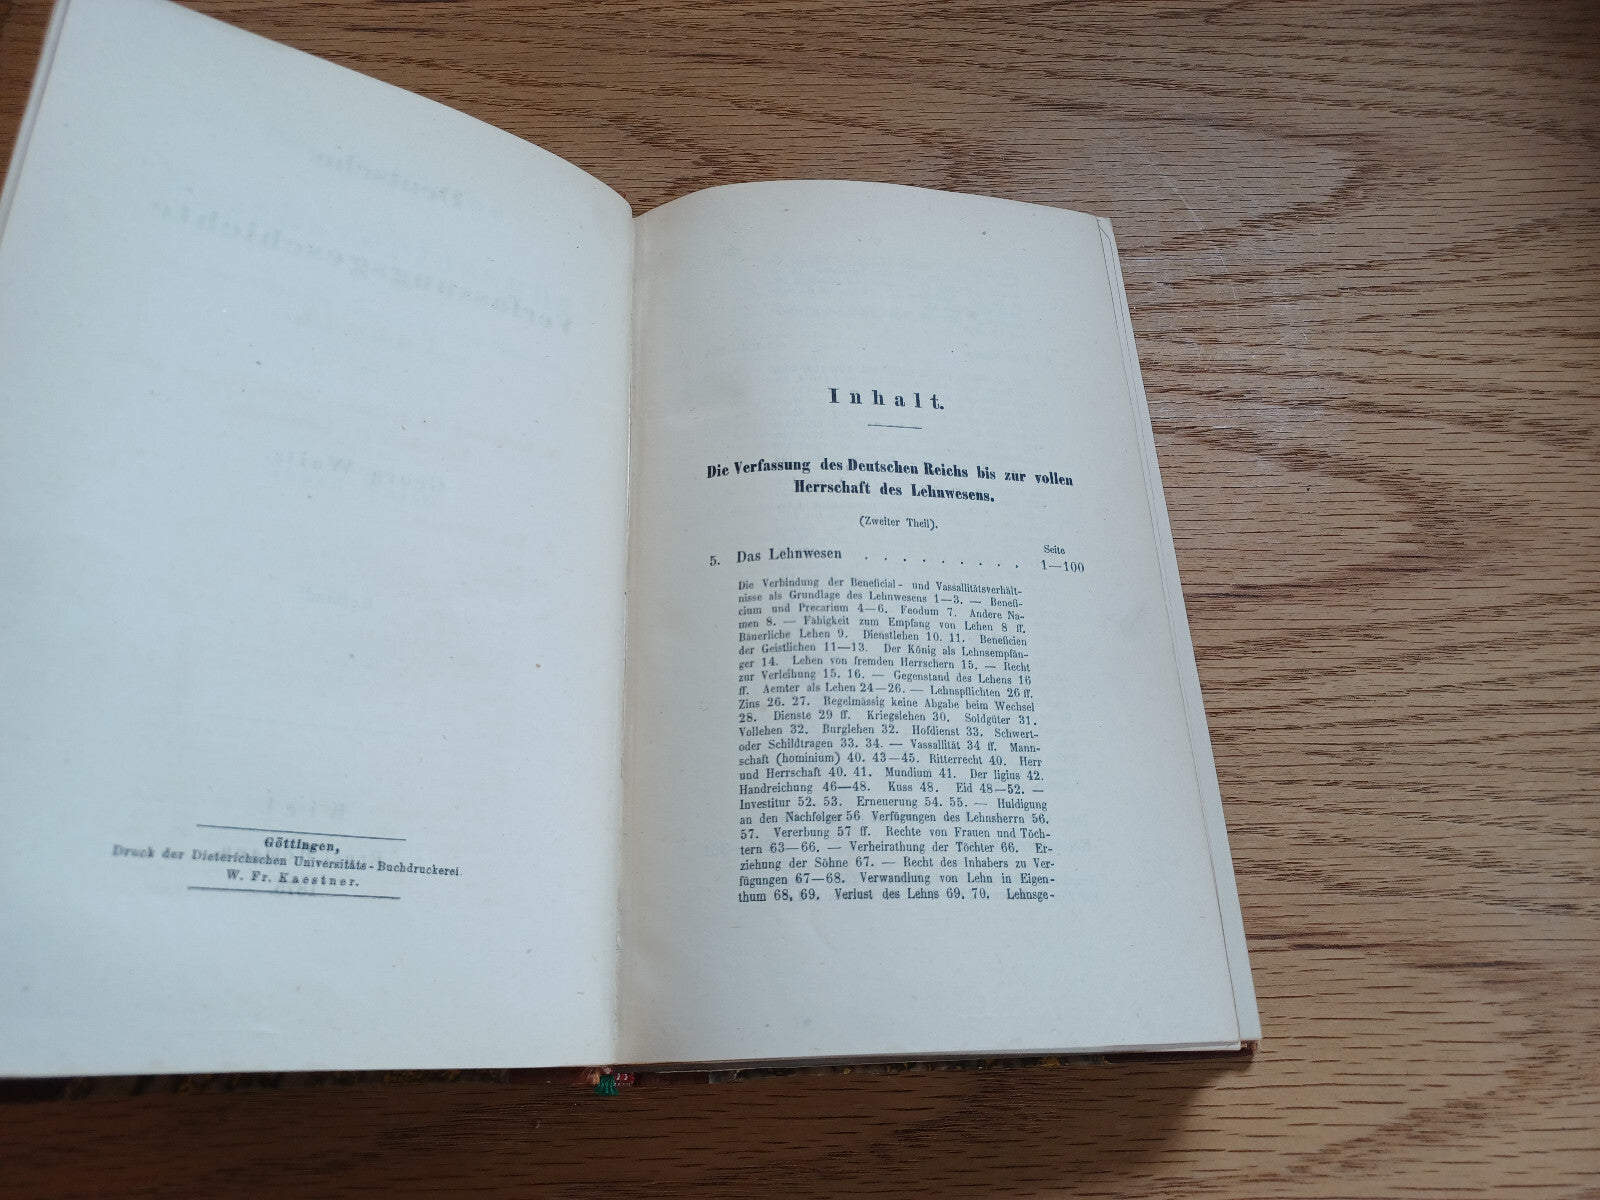 Göttingen,
Druck der Dieterichschen Universitäts-Buchdruckerei.
W. Fr. Kaestner.
Inhalt.
Die Verfassung des Deutschen Reichs bis zur vollen
Herrschaft des Lehnwesens.
(Zweiter Theil).
Seite
5. Das Lehnwesen . . . . . . . . . 1—100
Die Verbindung der Beneficial- und Vassallitätsverhält-
nisse als Grundlage des Lehnwesens 1—3. — Benefi-
cium und Precarium 4—6. Feodum 7. Andere Na-
men 8. — Fähigkeit zum Empfang von Lehen 8 ff.
Bäuerliche Lehen 9. Dienstlehen 10. 11. Beneficien
der Geistlichen 11—13. Der König als Lehnsempfän-
ger 14. Lehen von fremden Herrschern 15. — Recht
zur Verleihung 15. 16. — Gegenstand des Lehens 16
ff. Aemter als Lehen 24—26. — Lehnspflichten 26 ff.
Zins 26. 27. Regelmässig keine Abgabe beim Wechsel
28. Dienste 29 ff. Kriegslehen 30. Soldgüter 31.
Vollehen 32. Burglehen 32. Hofdienst 33. Schwert-
oder Schildtragen 33. 34. — Vassallität 34 ff. Mann-
schaft (hominium) 40. 43—45. Ritterrecht 40. Herr
und Herrschaft 40. 41. Mundium 41. Der ligius 42.
Handreichung 46—48. Kuss 48. Eid 48—52. —
Investitur 52. 53. Erneuerung 54. 55. — Huldigung
an den Nachfolger 56 Verfügungen des Lehnsherrn 56.
57. Vererbung 57 ff. Rechte von Frauen und Töch-
tern 63—66. — Verheirathung der Töchter 66. Er-
ziehung der Söhne 67. — Recht des Inhabers zu Ver-
fügungen 67—68. Verwandlung von Lehn in Eigen-
thum 68. 69. Verlust des Lehns 69. 70. Lehnsge-